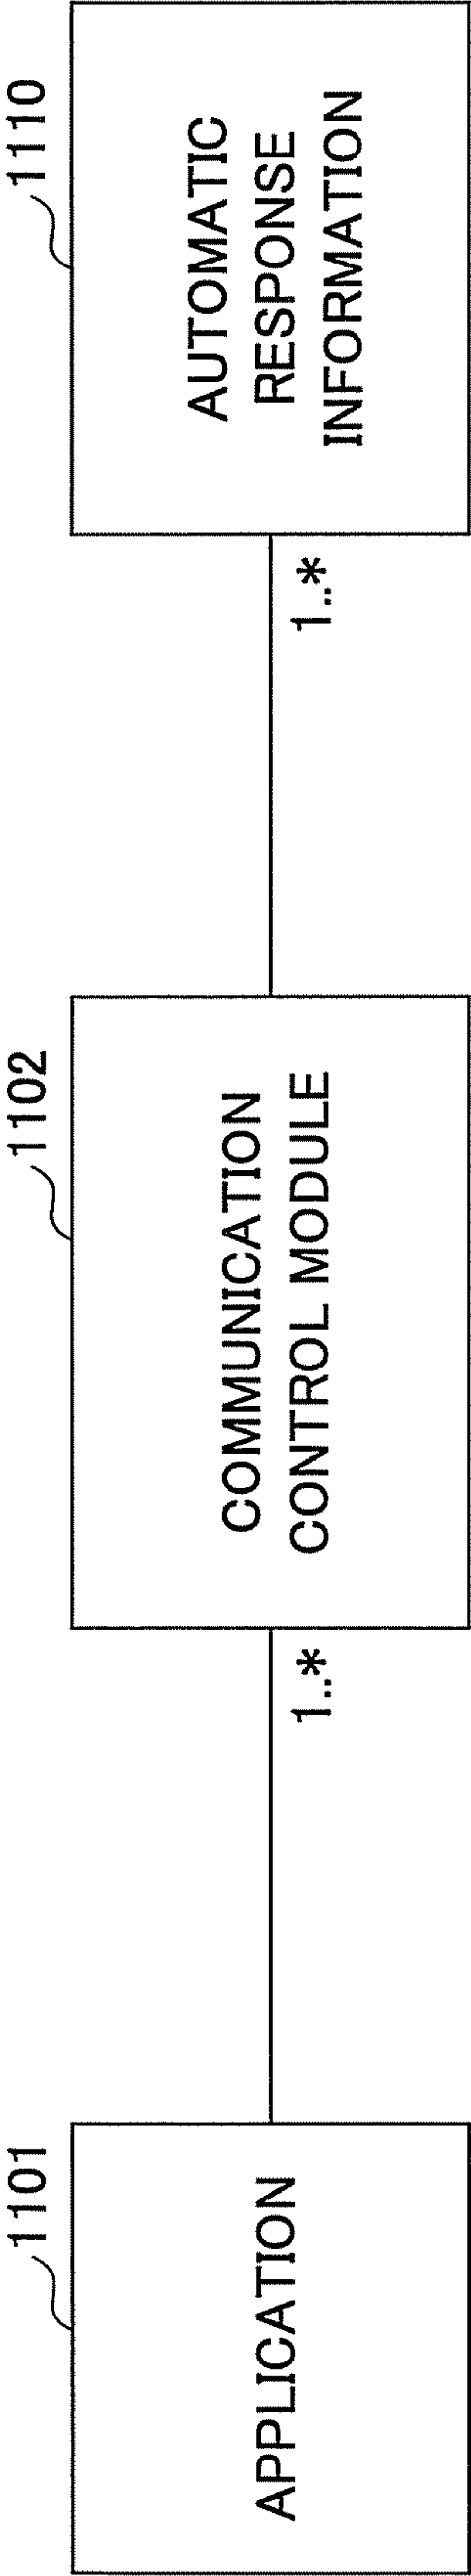 1101
APPLICATION
1..*
1102
COMMUNICATION
CONTROL MODULE
1..*
1110
AUTOMATIC
RESPONSE
INFORMATION